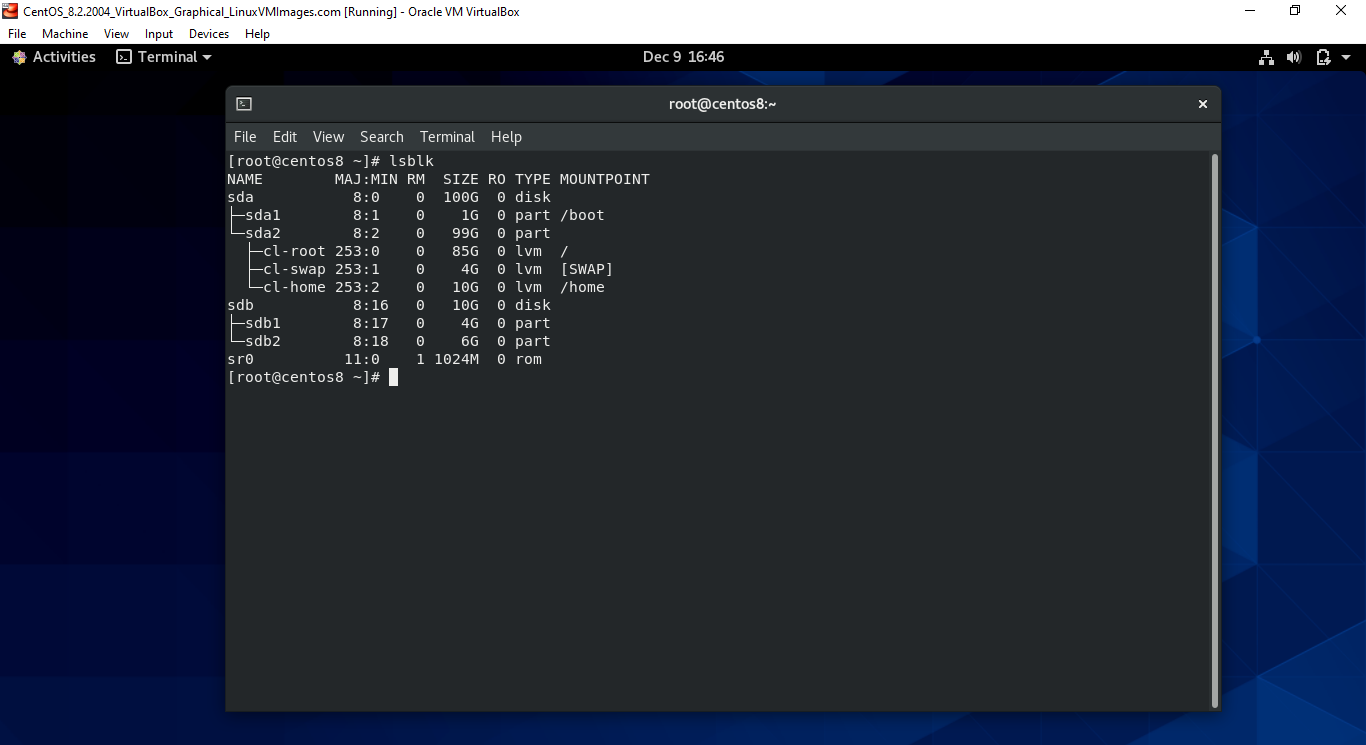 CentOS_8.2.2004_VirtualBox_Graphical_LinuxVMImages.com [Running] - Oracle VM VirtualBox
File Machine View Input Devices Help
Activities Terminal Dec 9 16:46
root@centos8:~
File Edit View Search Terminal Help
[root@centos8 ~]# lsblk
NAME        MAJ:MIN RM  SIZE RO TYPE MOUNTPOINT
sda           8:0    0  100G  0 disk
├─sda1        8:1    0    1G  0 part /boot
└─sda2        8:2    0   99G  0 part
  ├─cl-root 253:0    0   85G  0 lvm  /
  ├─cl-swap 253:1    0    4G  0 lvm  [SWAP]
  └─cl-home 253:2    0   10G  0 lvm  /home
sdb           8:16   0   10G  0 disk
├─sdb1        8:17   0    4G  0 part
└─sdb2        8:18   0    6G  0 part
sr0          11:0    1 1024M  0 rom
[root@centos8 ~]#